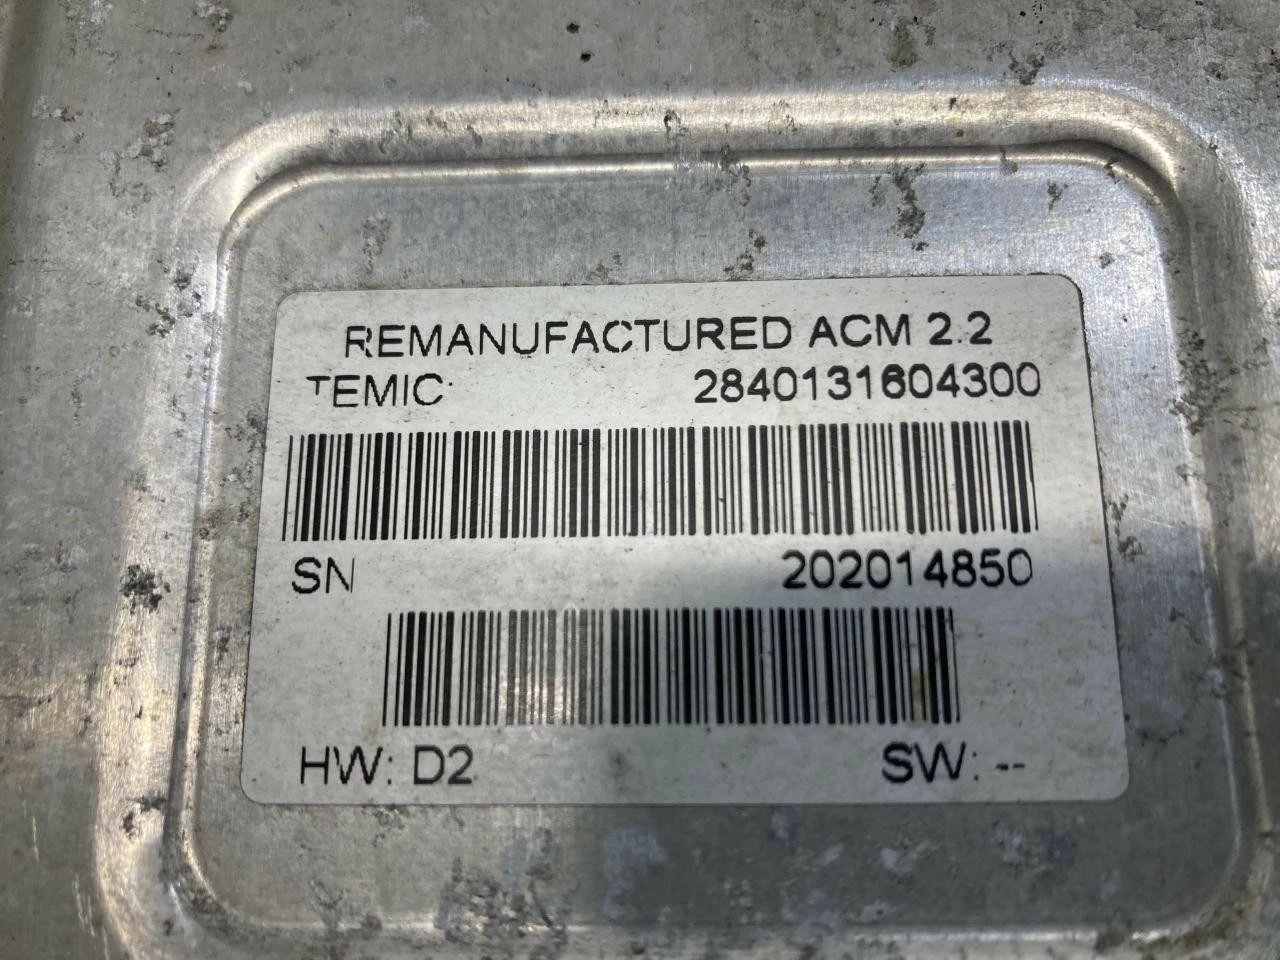 REMANUFACTURED ACM 2.2
TEMIC: 2840131604300
SN 202014850
HW: D2 SW: --